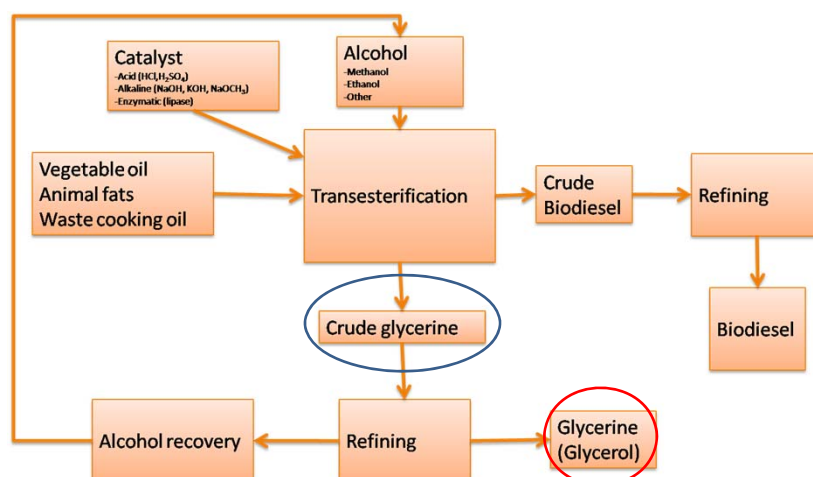 Catalyst
-Acid (HCl,H₂SO₄)
-Alkaline (NaOH, KOH, NaOCH₃)
-Enzymatic (lipase)
Alcohol
-Methanol
-Ethanol
-Other
Vegetable oil
Animal fats
Waste cooking oil
Transesterification
Crude
Biodiesel
Refining
Crude glycerine
Biodiesel
Alcohol recovery
Refining
Glycerine
(Glycerol)